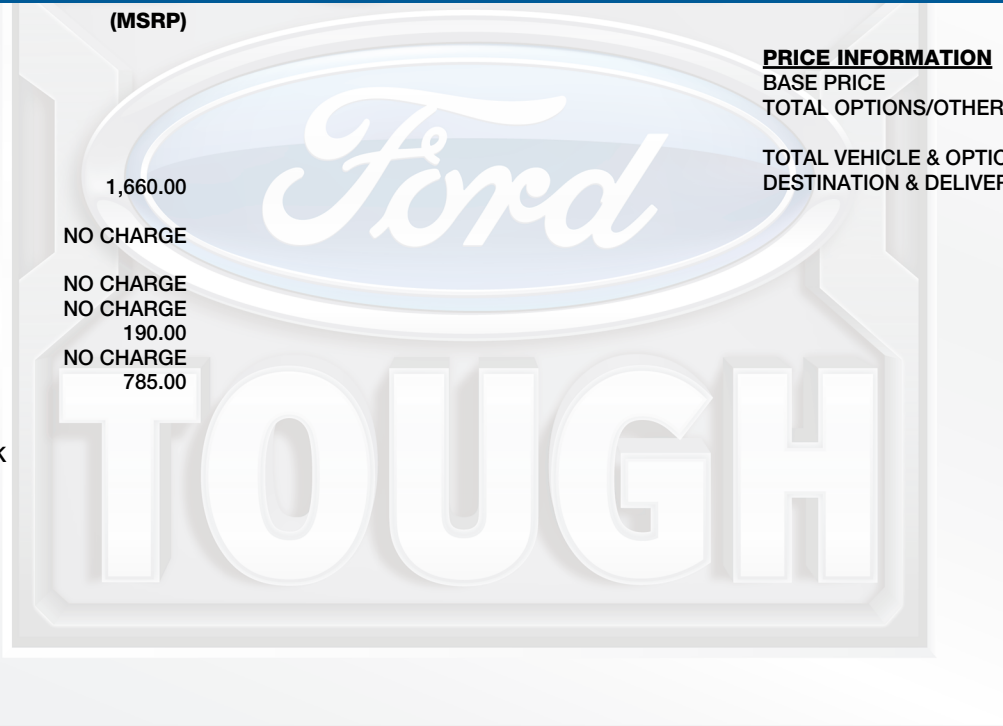 (MSRP)
1,660.00
NO CHARGE
NO CHARGE
NO CHARGE
190.00
NO CHARGE
785.00
K
PRICE INFORMATION
BASE PRICE
TOTAL OPTIONS/OTHER
TOTAL VEHICLE & OPTIO
DESTINATION & DELIVER
Ford
TOUGH